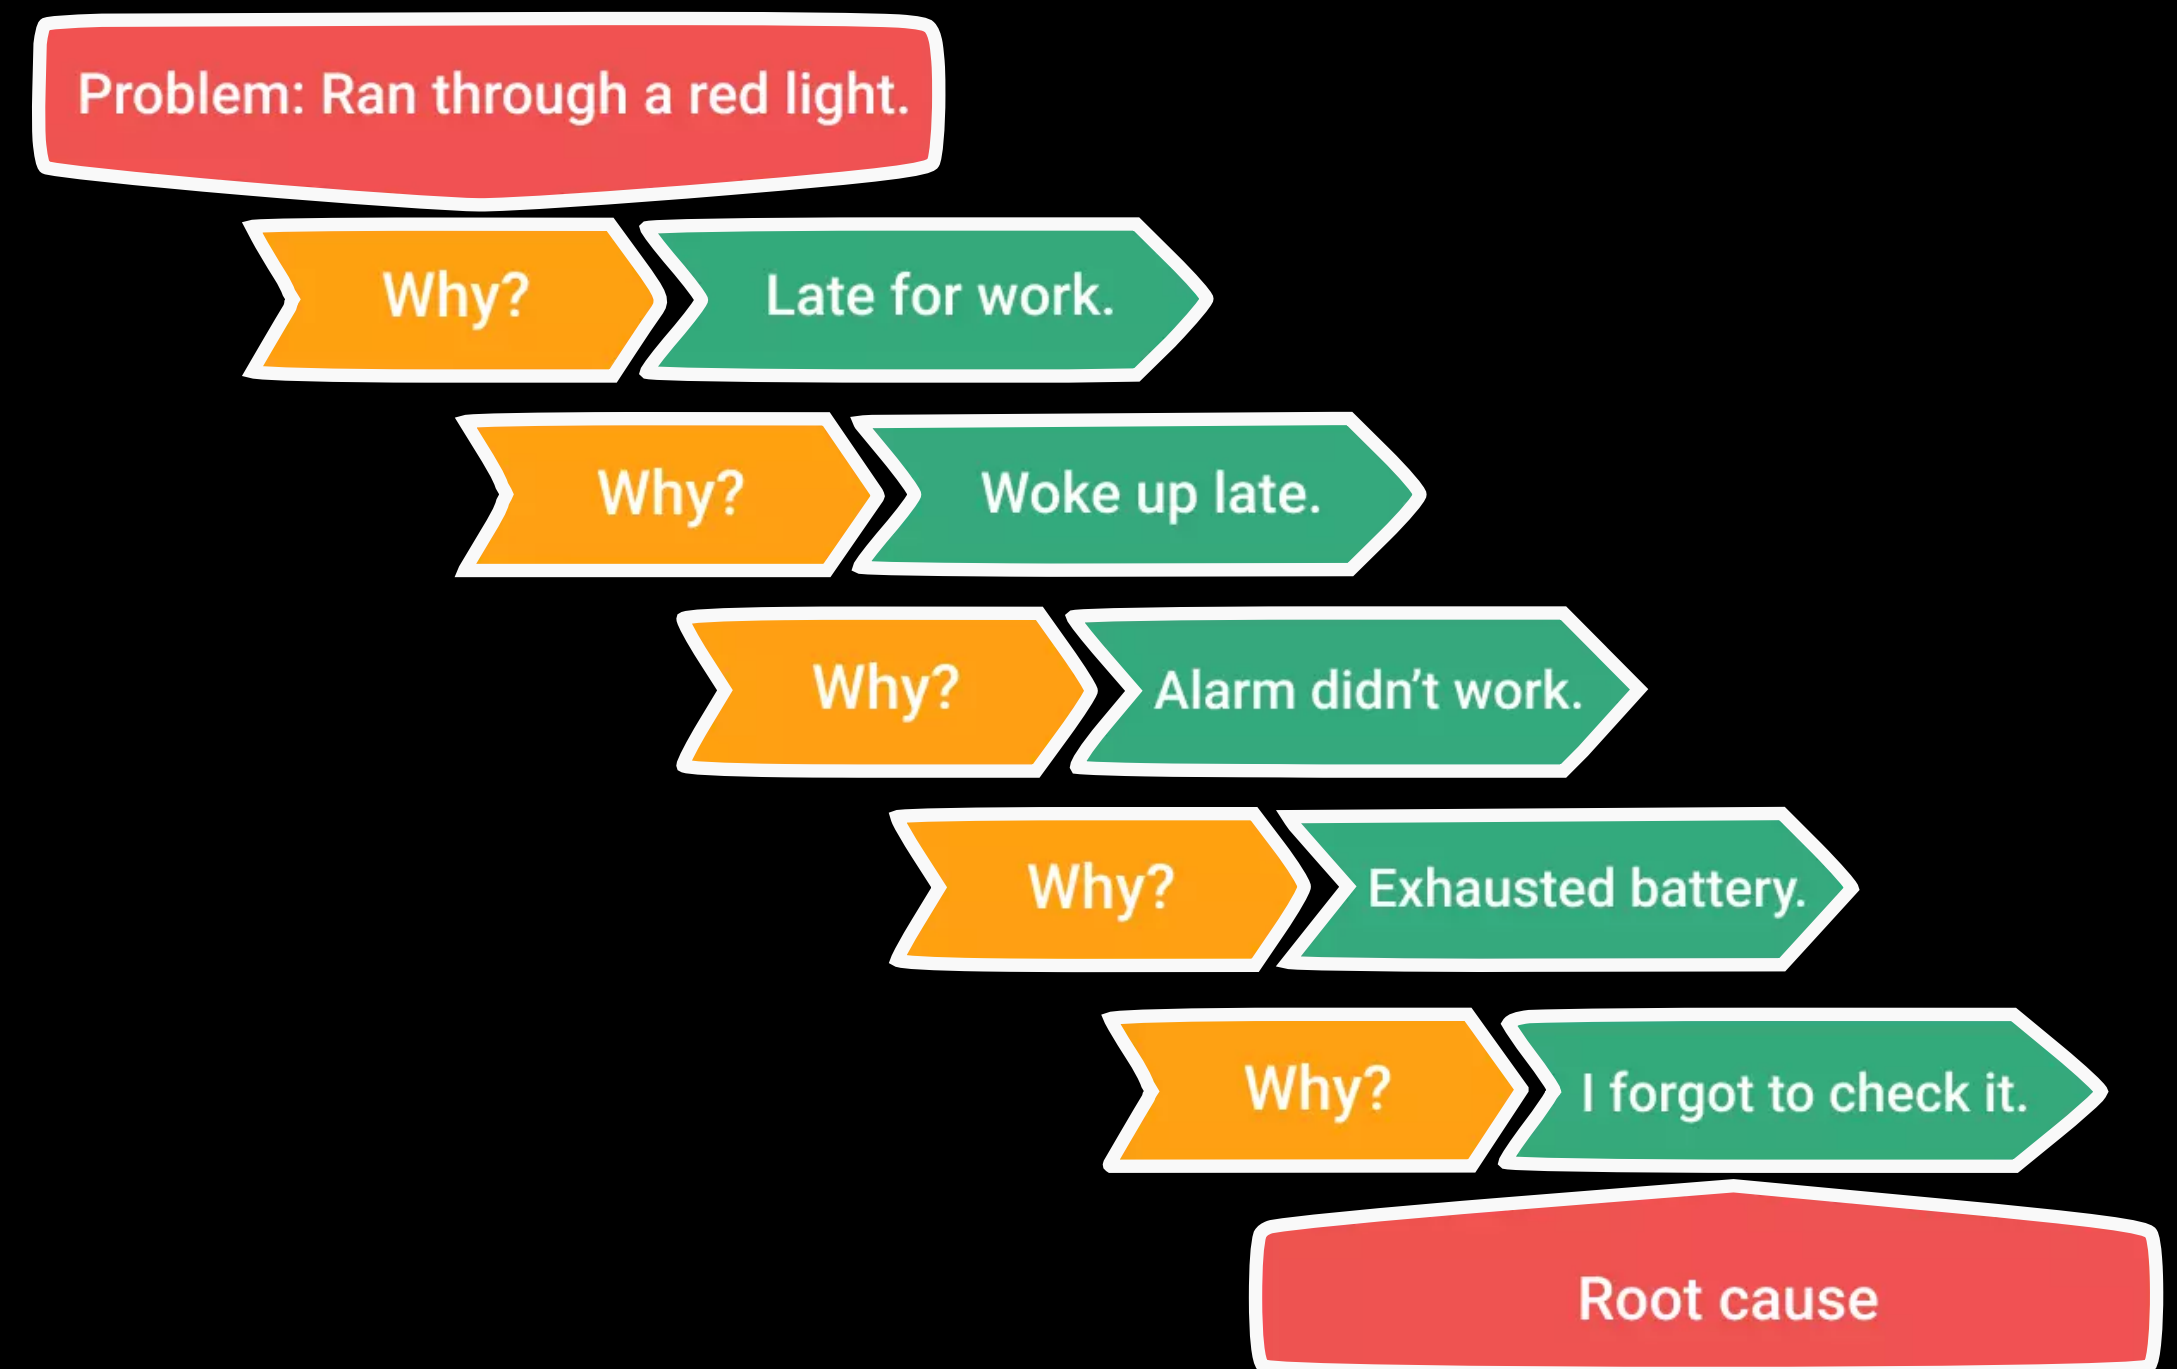 Problem: Ran through a red light.
Why?
Late for work.
Why?
Woke up late.
Why?
Alarm didn’t work.
Why?
Exhausted battery.
Why?
I forgot to check it.
Root cause